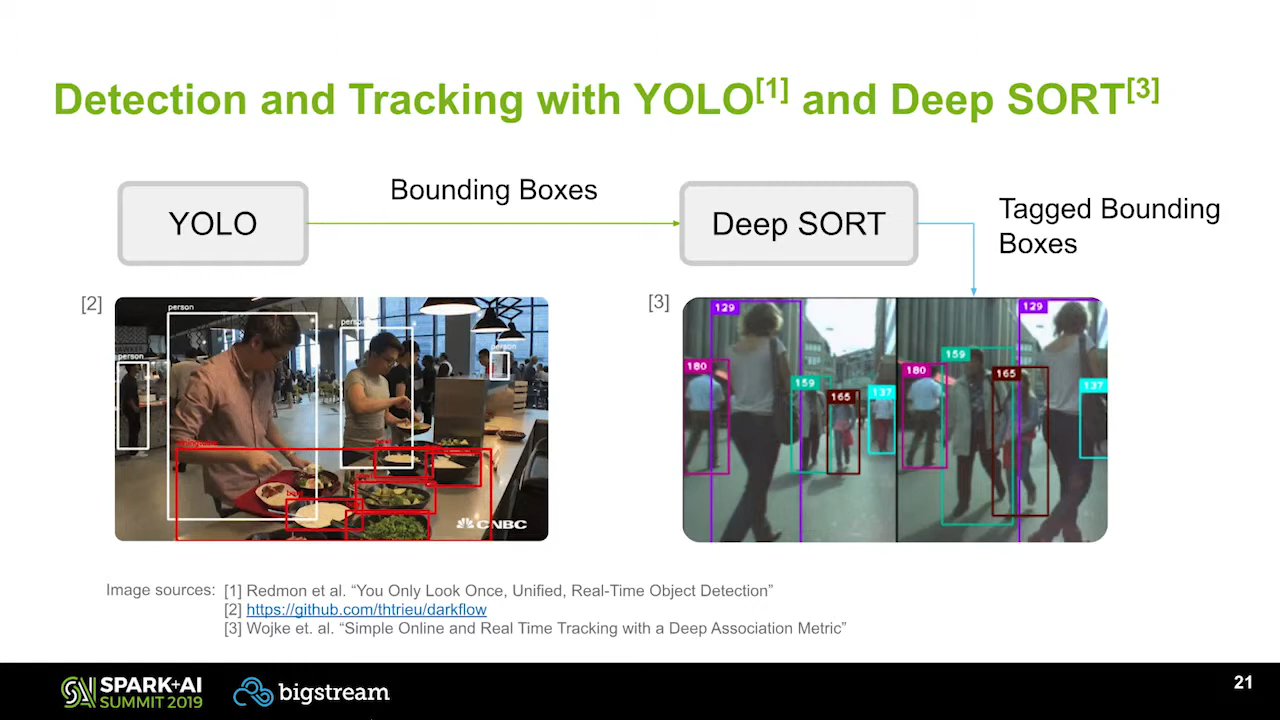 Detection and Tracking with YOLO[1] and Deep SORT[3]
YOLO
Bounding Boxes
Deep SORT
Tagged Bounding
Boxes
[2]
person
person
person
person
bowl
CNBC
[3]
129
180
159
165
137
129
159
180
165
137
Image sources: [1] Redmon et al. “You Only Look Once, Unified, Real-Time Object Detection”
[2] https://github.com/thtrieu/darkflow
[3] Wojke et. al. “Simple Online and Real Time Tracking with a Deep Association Metric”
SPARK+AI
SUMMIT 2019
bigstream
21